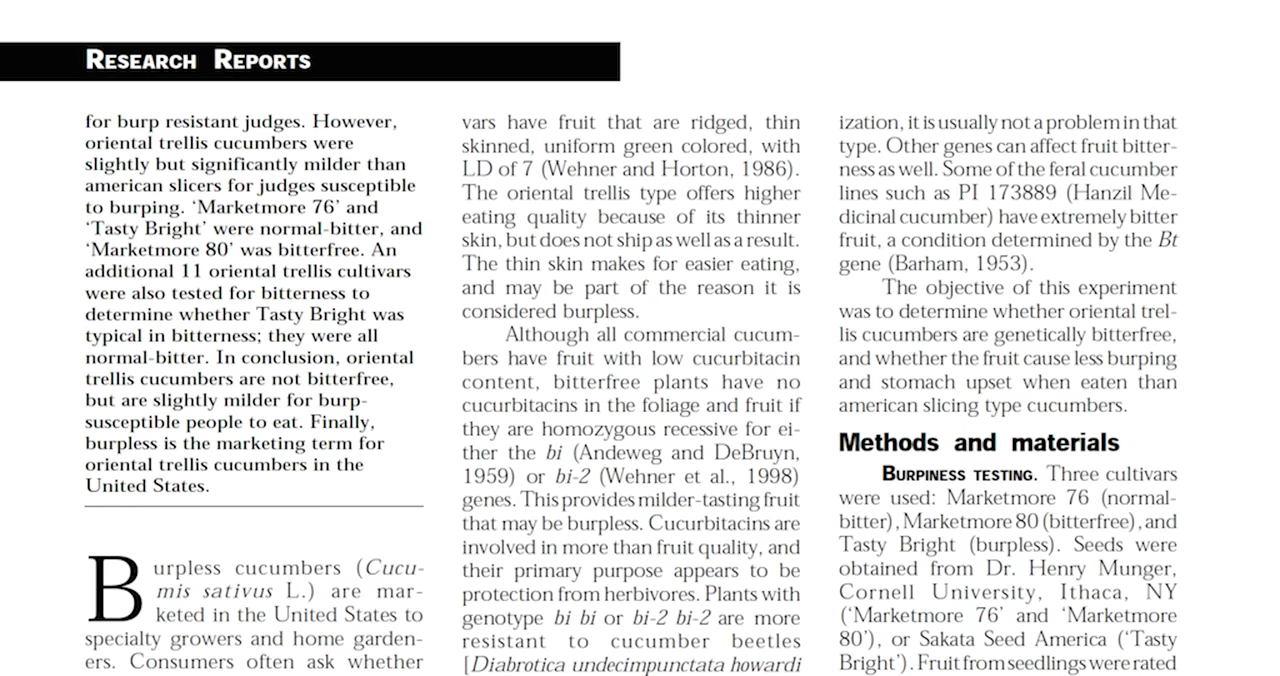 RESEARCH REPORTS
for burp resistant judges. However,
oriental trellis cucumbers were
slightly but significantly milder than
american slicers for judges susceptible
to burping. ‘Marketmore 76’ and
‘Tasty Bright’ were normal-bitter, and
‘Marketmore 80’ was bitterfree. An
additional 11 oriental trellis cultivars
were also tested for bitterness to
determine whether Tasty Bright was
typical in bitterness; they were all
normal-bitter. In conclusion, oriental
trellis cucumbers are not bitterfree,
but are slightly milder for burp-
susceptible people to eat. Finally,
burpless is the marketing term for
oriental trellis cucumbers in the
United States.
Burpless cucumbers (Cucu-
mis sativus L.) are mar-
keted in the United States to
specialty growers and home garden-
ers. Consumers often ask whether
vars have fruit that are ridged, thin
skinned, uniform green colored, with
LD of 7 (Wehner and Horton, 1986).
The oriental trellis type offers higher
eating quality because of its thinner
skin, but does not ship as well as a result.
The thin skin makes for easier eating,
and may be part of the reason it is
considered burpless.
Although all commercial cucum-
bers have fruit with low cucurbitacin
content, bitterfree plants have no
cucurbitacins in the foliage and fruit if
they are homozygous recessive for ei-
ther the bi (Andeweg and DeBruyn,
1959) or bi-2 (Wehner et al., 1998)
genes. This provides milder-tasting fruit
that may be burpless. Cucurbitacins are
involved in more than fruit quality, and
their primary purpose appears to be
protection from herbivores. Plants with
genotype bi bi or bi-2 bi-2 are more
resistant to cucumber beetles
[Diabrotica undecimpunctata howardi
ization, it is usually not a problem in that
type. Other genes can affect fruit bitter-
ness as well. Some of the feral cucumber
lines such as PI 173889 (Hanzil Me-
dicinal cucumber) have extremely bitter
fruit, a condition determined by the Bt
gene (Barham, 1953).
The objective of this experiment
was to determine whether oriental trel-
lis cucumbers are genetically bitterfree,
and whether the fruit cause less burping
and stomach upset when eaten than
american slicing type cucumbers.
Methods and materials
BURPINESS TESTING. Three cultivars
were used: Marketmore 76 (normal-
bitter), Marketmore 80 (bitterfree), and
Tasty Bright (burpless). Seeds were
obtained from Dr. Henry Munger,
Cornell University, Ithaca, NY
(‘Marketmore 76’ and ‘Marketmore
80’), or Sakata Seed America (‘Tasty
Bright’). Fruit from seedlings were rated